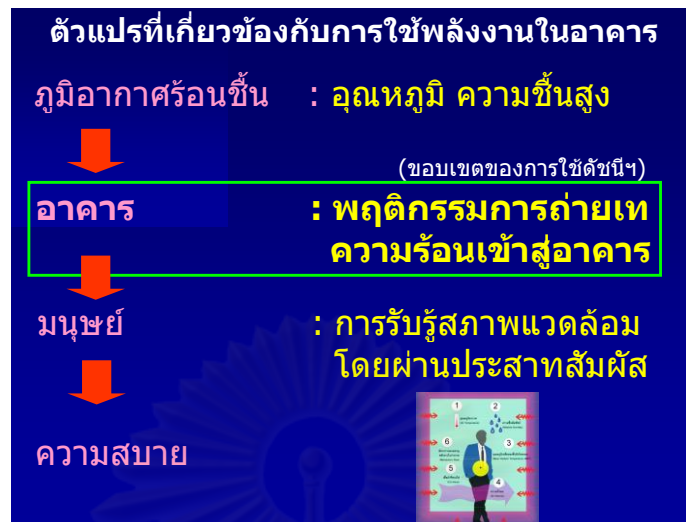 ตัวแปรที่เกี่ยวข้องกับการใช้พลังงานในอาคาร
ภูมิอากาศร้อนชื้น : อุณหภูมิ ความชื้นสูง
(ขอบเขตของการใช้ดัชนีฯ)
อาคาร : พฤติกรรมการถ่ายเท
ความร้อนเข้าสู่อาคาร
มนุษย์ : การรับรู้สภาพแวดล้อม
โดยผ่านประสาทสัมผัส
ความสบาย
1
2
6
3
5
4